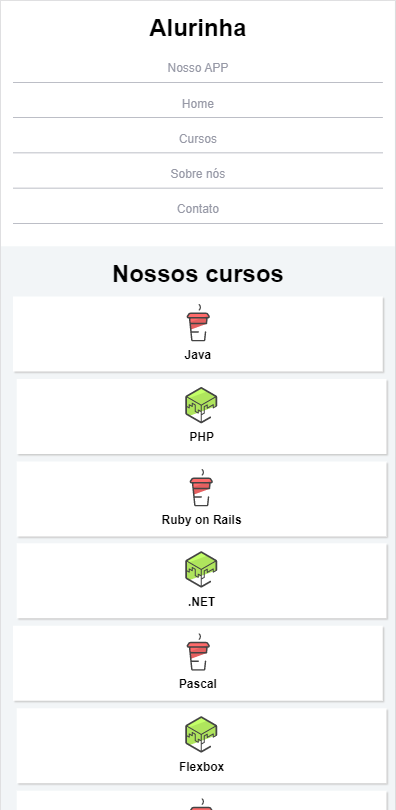 Alurinha
Nosso APP
Home
Cursos
Sobre nós
Contato
Nossos cursos
Java
PHP
Ruby on Rails
.NET
Pascal
Flexbox